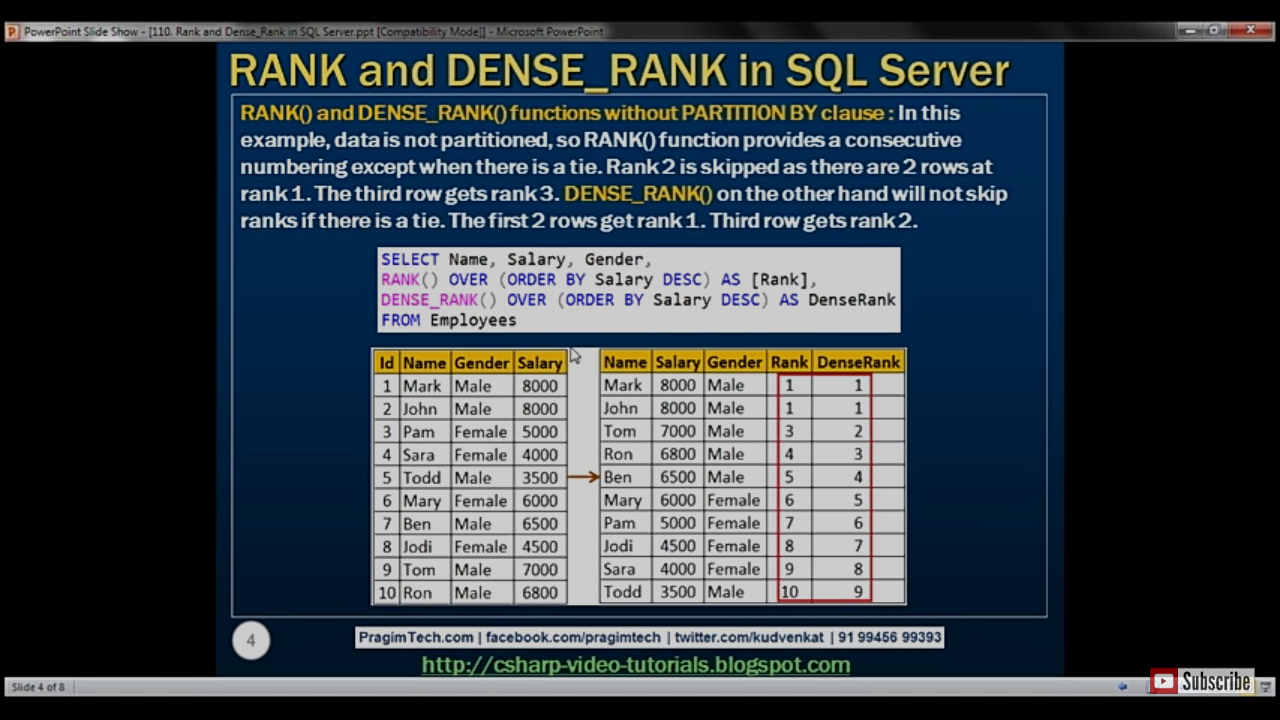 PowerPoint Slide Show - [110. Rank and Dense_Rank in SQL Server.ppt [Compatibility Mode]] - Microsoft PowerPoint
RANK and DENSE_RANK in SQL Server
RANK() and DENSE_RANK() functions without PARTITION BY clause : In this
example, data is not partitioned, so RANK() function provides a consecutive
numbering except when there is a tie. Rank 2 is skipped as there are 2 rows at
rank 1. The third row gets rank 3. DENSE_RANK() on the other hand will not skip
ranks if there is a tie. The first 2 rows get rank 1. Third row gets rank 2.
SELECT Name, Salary, Gender,
RANK() OVER (ORDER BY Salary DESC) AS [Rank],
DENSE_RANK() OVER (ORDER BY Salary DESC) AS DenseRank
FROM Employees
Id Name Gender Salary
1 Mark Male 8000
2 John Male 8000
3 Pam Female 5000
4 Sara Female 4000
5 Todd Male 3500
6 Mary Female 6000
7 Ben Male 6500
8 Jodi Female 4500
9 Tom Male 7000
10 Ron Male 6800
Name Salary Gender Rank DenseRank
Mark 8000 Male 1 1
John 8000 Male 1 1
Tom 7000 Male 3 2
Ron 6800 Male 4 3
Ben 6500 Male 5 4
Mary 6000 Female 6 5
Pam 5000 Female 7 6
Jodi 4500 Female 8 7
Sara 4000 Female 9 8
Todd 3500 Male 10 9
4
PragimTech.com | facebook.com/pragimtech | twitter.com/kudvenkat | 91 99456 99393
http://csharp-video-tutorials.blogspot.com
Slide 4 of 8
Subscribe